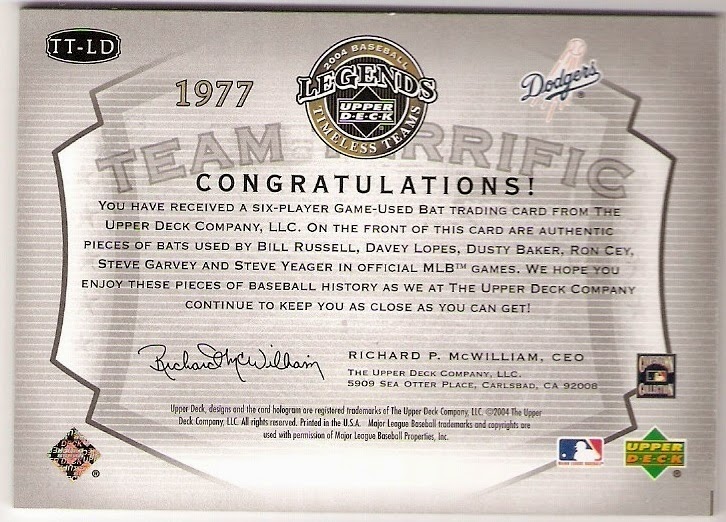 TT-LD
1977
2004 BASEBALL
LEGENDS
UPPER
D·E·C·K
TIMELESS TEAMS
Dodgers
TEAM TERRIFIC
CONGRATULATIONS!
YOU HAVE RECEIVED A SIX-PLAYER GAME-USED BAT TRADING CARD FROM THE
UPPER DECK COMPANY, LLC. ON THE FRONT OF THIS CARD ARE AUTHENTIC
PIECES OF BATS USED BY BILL RUSSELL, DAVEY LOPES, DUSTY BAKER, RON CEY,
STEVE GARVEY AND STEVE YEAGER IN OFFICIAL MLB™ GAMES. WE HOPE YOU
ENJOY THESE PIECES OF BASEBALL HISTORY AS WE AT THE UPPER DECK COMPANY
CONTINUE TO KEEP YOU AS CLOSE AS YOU CAN GET!
Richard P. McWilliam
RICHARD P. MCWILLIAM, CEO
THE UPPER DECK COMPANY, LLC.
5909 SEA OTTER PLACE, CARLSBAD, CA 92008
COOPERSTOWN
COLLECTION
Upper Deck, designs and the card hologram are registered trademarks of The Upper Deck Company, LLC. ©2004 The Upper
Deck Company, LLC. All rights reserved. Printed in the U.S.A. Major League Baseball trademarks and copyrights are
used with permission of Major League Baseball Properties, Inc.
®
UPPER
D·E·C·K
®